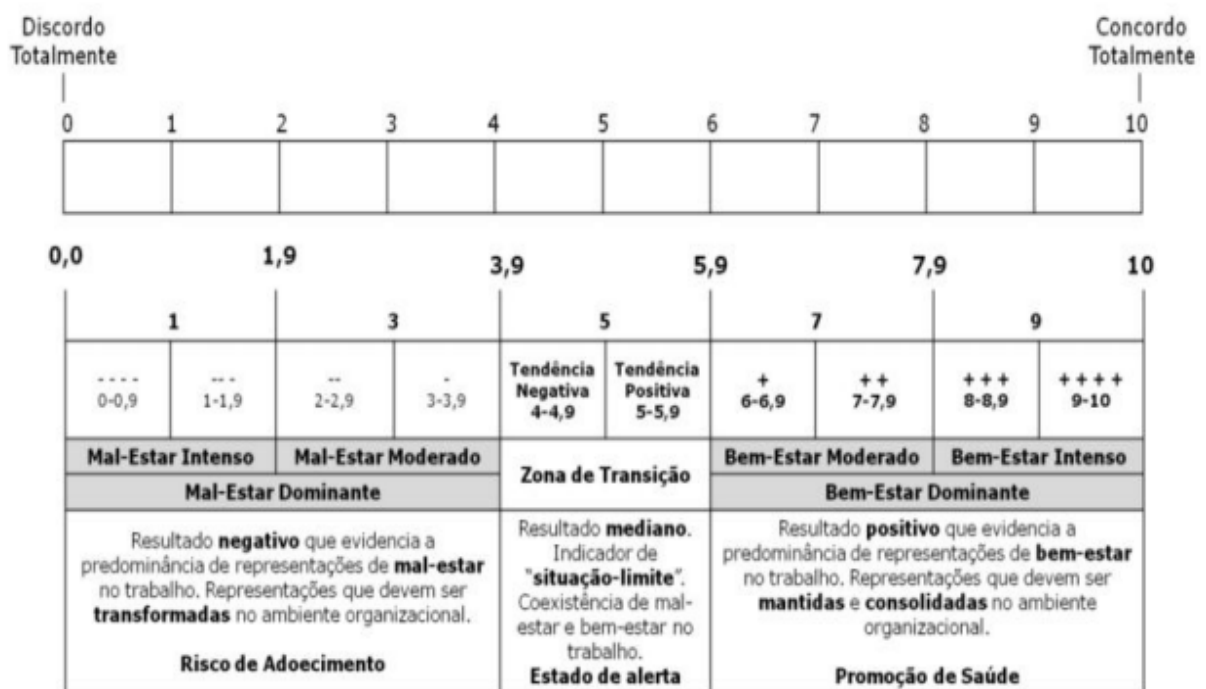 Discordo
Totalmente
Concordo
Totalmente
0 1 2 3 4 5 6 7 8 9 10
0,0 1,9 3,9 5,9 7,9 10
1 3 5 7 9
- - - -
0-0,9
-- -
1-1,9
--
2-2,9
-
3-3,9
Tendência
Negativa
4-4,9
Tendência
Positiva
5-5,9
+
6-6,9
+ +
7-7,9
+ + +
8-8,9
+ + + +
9-10
Mal-Estar Intenso
Mal-Estar Moderado
Mal-Estar Dominante
Zona de Transição
Bem-Estar Moderado
Bem-Estar Intenso
Bem-Estar Dominante
Resultado negativo que evidencia a
predominância de representações de mal-estar
no trabalho. Representações que devem ser
transformadas no ambiente organizacional.
Risco de Adoecimento
Resultado mediano.
Indicador de
"situação-limite".
Coexistência de mal-
estar e bem-estar no
trabalho.
Estado de alerta
Resultado positivo que evidencia a
predominância de representações de bem-estar
no trabalho. Representações que devem ser
mantidas e consolidadas no ambiente
organizacional.
Promoção de Saúde